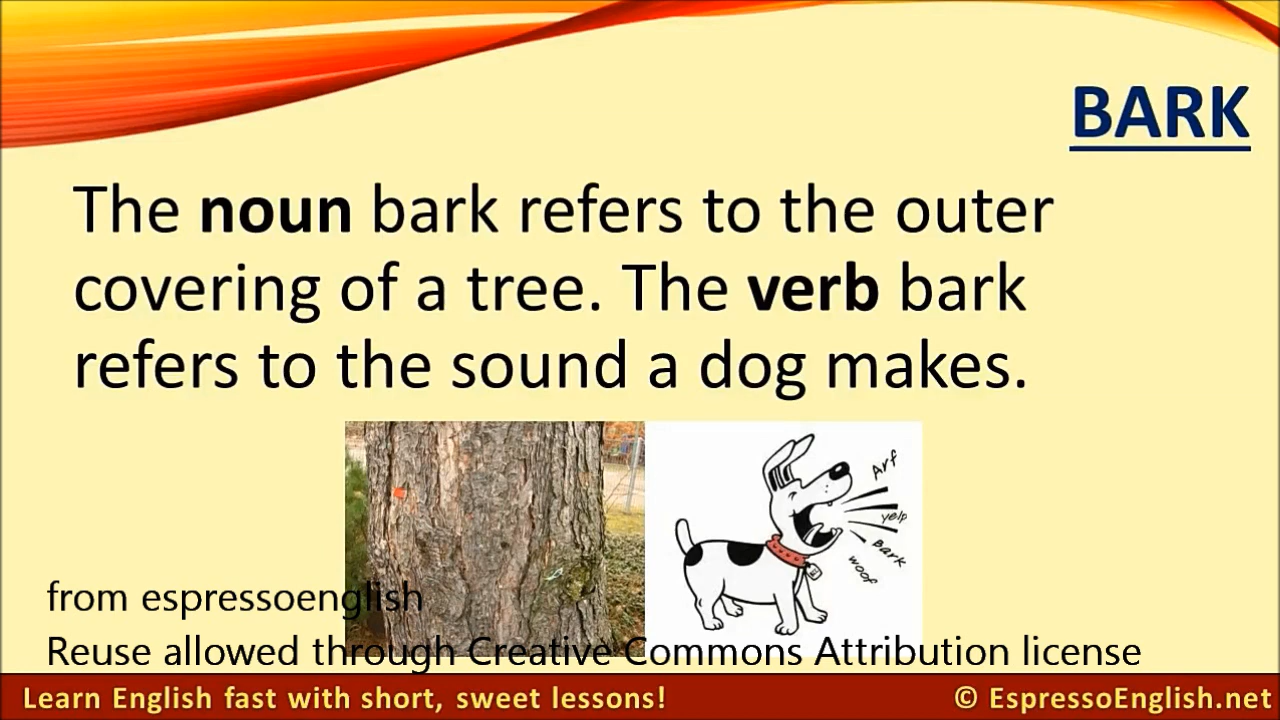 BARK
The noun bark refers to the outer
covering of a tree. The verb bark
refers to the sound a dog makes.
Arf
yelp
Bark
woof
from espressoenglish
Reuse allowed through Creative Commons Attribution license
Learn English fast with short, sweet lessons!
© EspressoEnglish.net